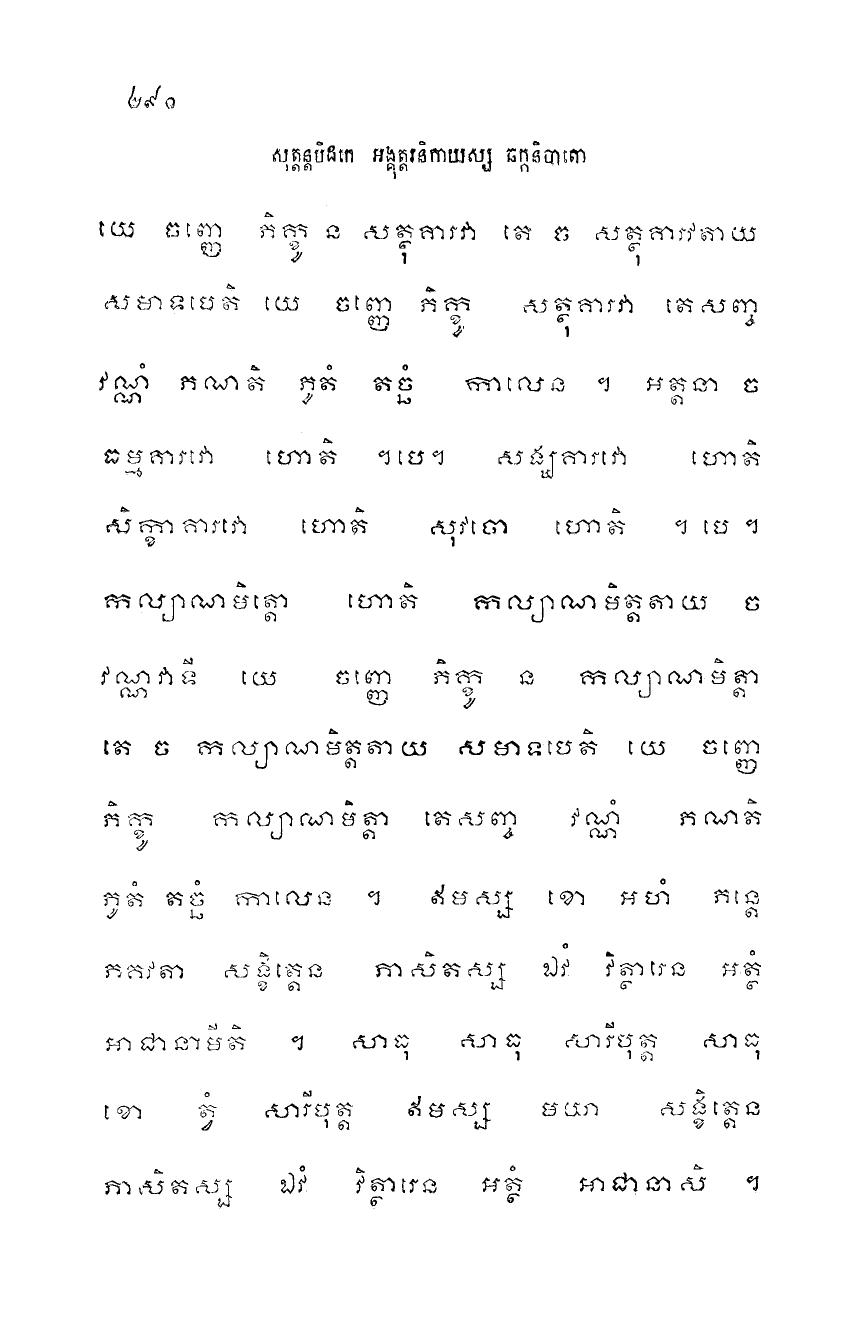 ២៩០
សុត្តន្តបិដកេ អង្គុត្តរនិកាយស្ស ឆក្កនិបាតោ
យេ ចញ្ញេ ភិក្ខូ ន សត្ថុគារវា តេ ច សត្ថុគារវតាយ
សមាទបេតិ យេ ចញ្ញេ ភិក្ខូ សត្ថុគារវា តេសញ្ច
វណ្ណំ ភណតិ ភូតំ តច្ឆំ កាលេន ។ អត្តនា ច
ធម្មគារវោ ហោតិ ។បេ។ សង្ឃគារវោ ហោតិ
សិក្ខាគារវោ ហោតិ សុវចោ ហោតិ ។ បេ ។
កល្យាណមិត្តោ ហោតិ កល្យាណមិត្តតាយ ច
វណ្ណវាទី យេ ចញ្ញេ ភិក្ខូ ន កល្យាណមិត្តា
តេ ច កល្យាណមិត្តតាយ សមាទបេតិ យេ ចញ្ញេ
ភិក្ខូ កល្យាណមិត្តា តេសញ្ច វណ្ណំ ភណតិ
ភូតំ តច្ឆំ កាលេន ។ ឥមស្ស ខោ អហំ ភន្តេ
ភគវតា សង្ខិត្តេន ភាសិតស្ស ឯវំ វិត្ថារេន អត្ថំ
អាជានាមីតិ ។ សាធុ សាធុ សារីបុត្ត សាធុ
ខោ ត្វំ សារីបុត្ត ឥមស្ស មយា សង្ខិត្តេន
ភាសិតស្ស ឯវំ វិត្ថារេន អត្ថំ អាជានាសិ ។